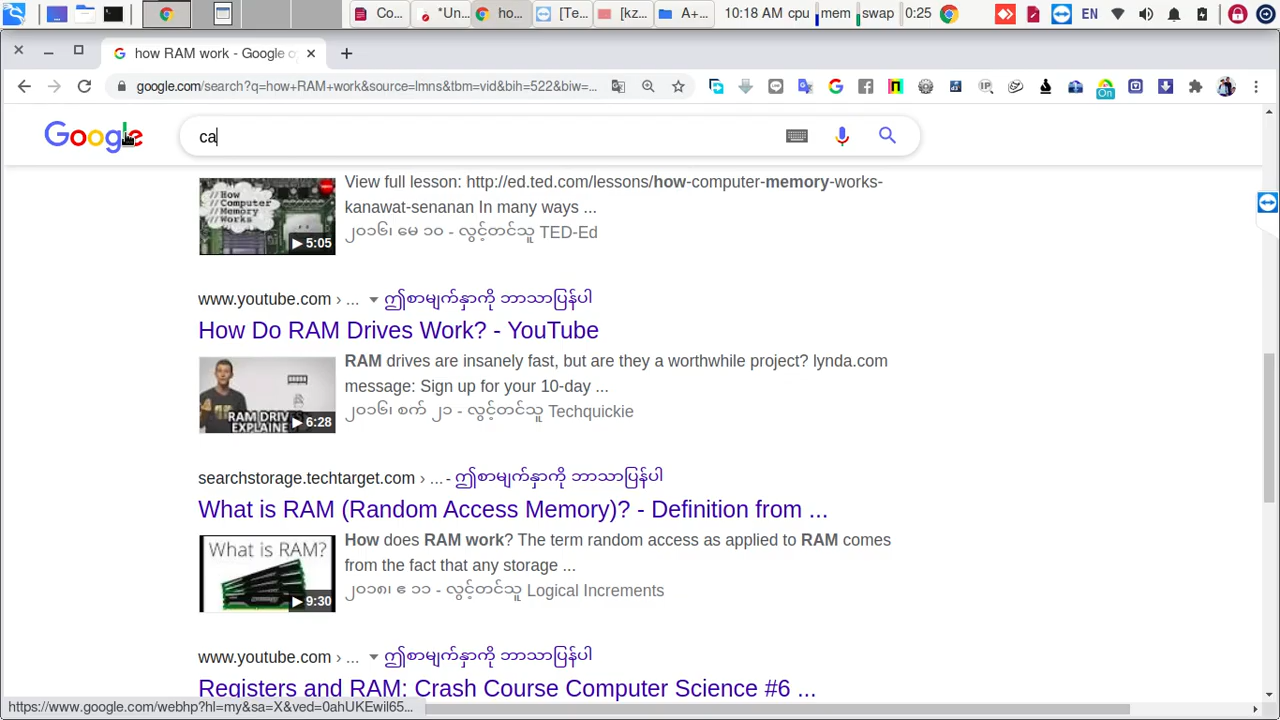 Co...
*Un...
ho...
[Te...
[kz...
A+...
10:18 AM cpu
mem
swap
0:25
EN
how RAM work - Google
google.com/search?q=how+RAM+work&source=lmns&tbm=vid&bih=522&biw=...
On
Google
ca
View full lesson: http://ed.ted.com/lessons/how-computer-memory-works-
kanawat-senanan In many ways ...
How
Computer
Memory
Works
5:05
၂၀၁၆၊ မေ ၁၀ - လွှင့်တင်သူ TED-Ed
www.youtube.com › ... ဤစာမျက်နှာကို ဘာသာပြန်ပါ
How Do RAM Drives Work? - YouTube
RAM drives are insanely fast, but are they a worthwhile project? lynda.com
message: Sign up for your 10-day ...
RAM DRIVES
EXPLAINED
6:28
၂၀၁၆၊ စက် ၂၁ - လွှင့်တင်သူ Techquickie
searchstorage.techtarget.com › ... - ဤစာမျက်နှာကို ဘာသာပြန်ပါ
What is RAM (Random Access Memory)? - Definition from ...
What is RAM?
How does RAM work? The term random access as applied to RAM comes
from the fact that any storage ...
9:30
၂၀၁၈၊ ဧ ၁၁ - လွှင့်တင်သူ Logical Increments
www.youtube.com › ... ဤစာမျက်နှာကို ဘာသာပြန်ပါ
Registers and RAM: Crash Course Computer Science #6 ...
https://www.google.com/webhp?hl=my&sa=X&ved=0ahUKEwil65...